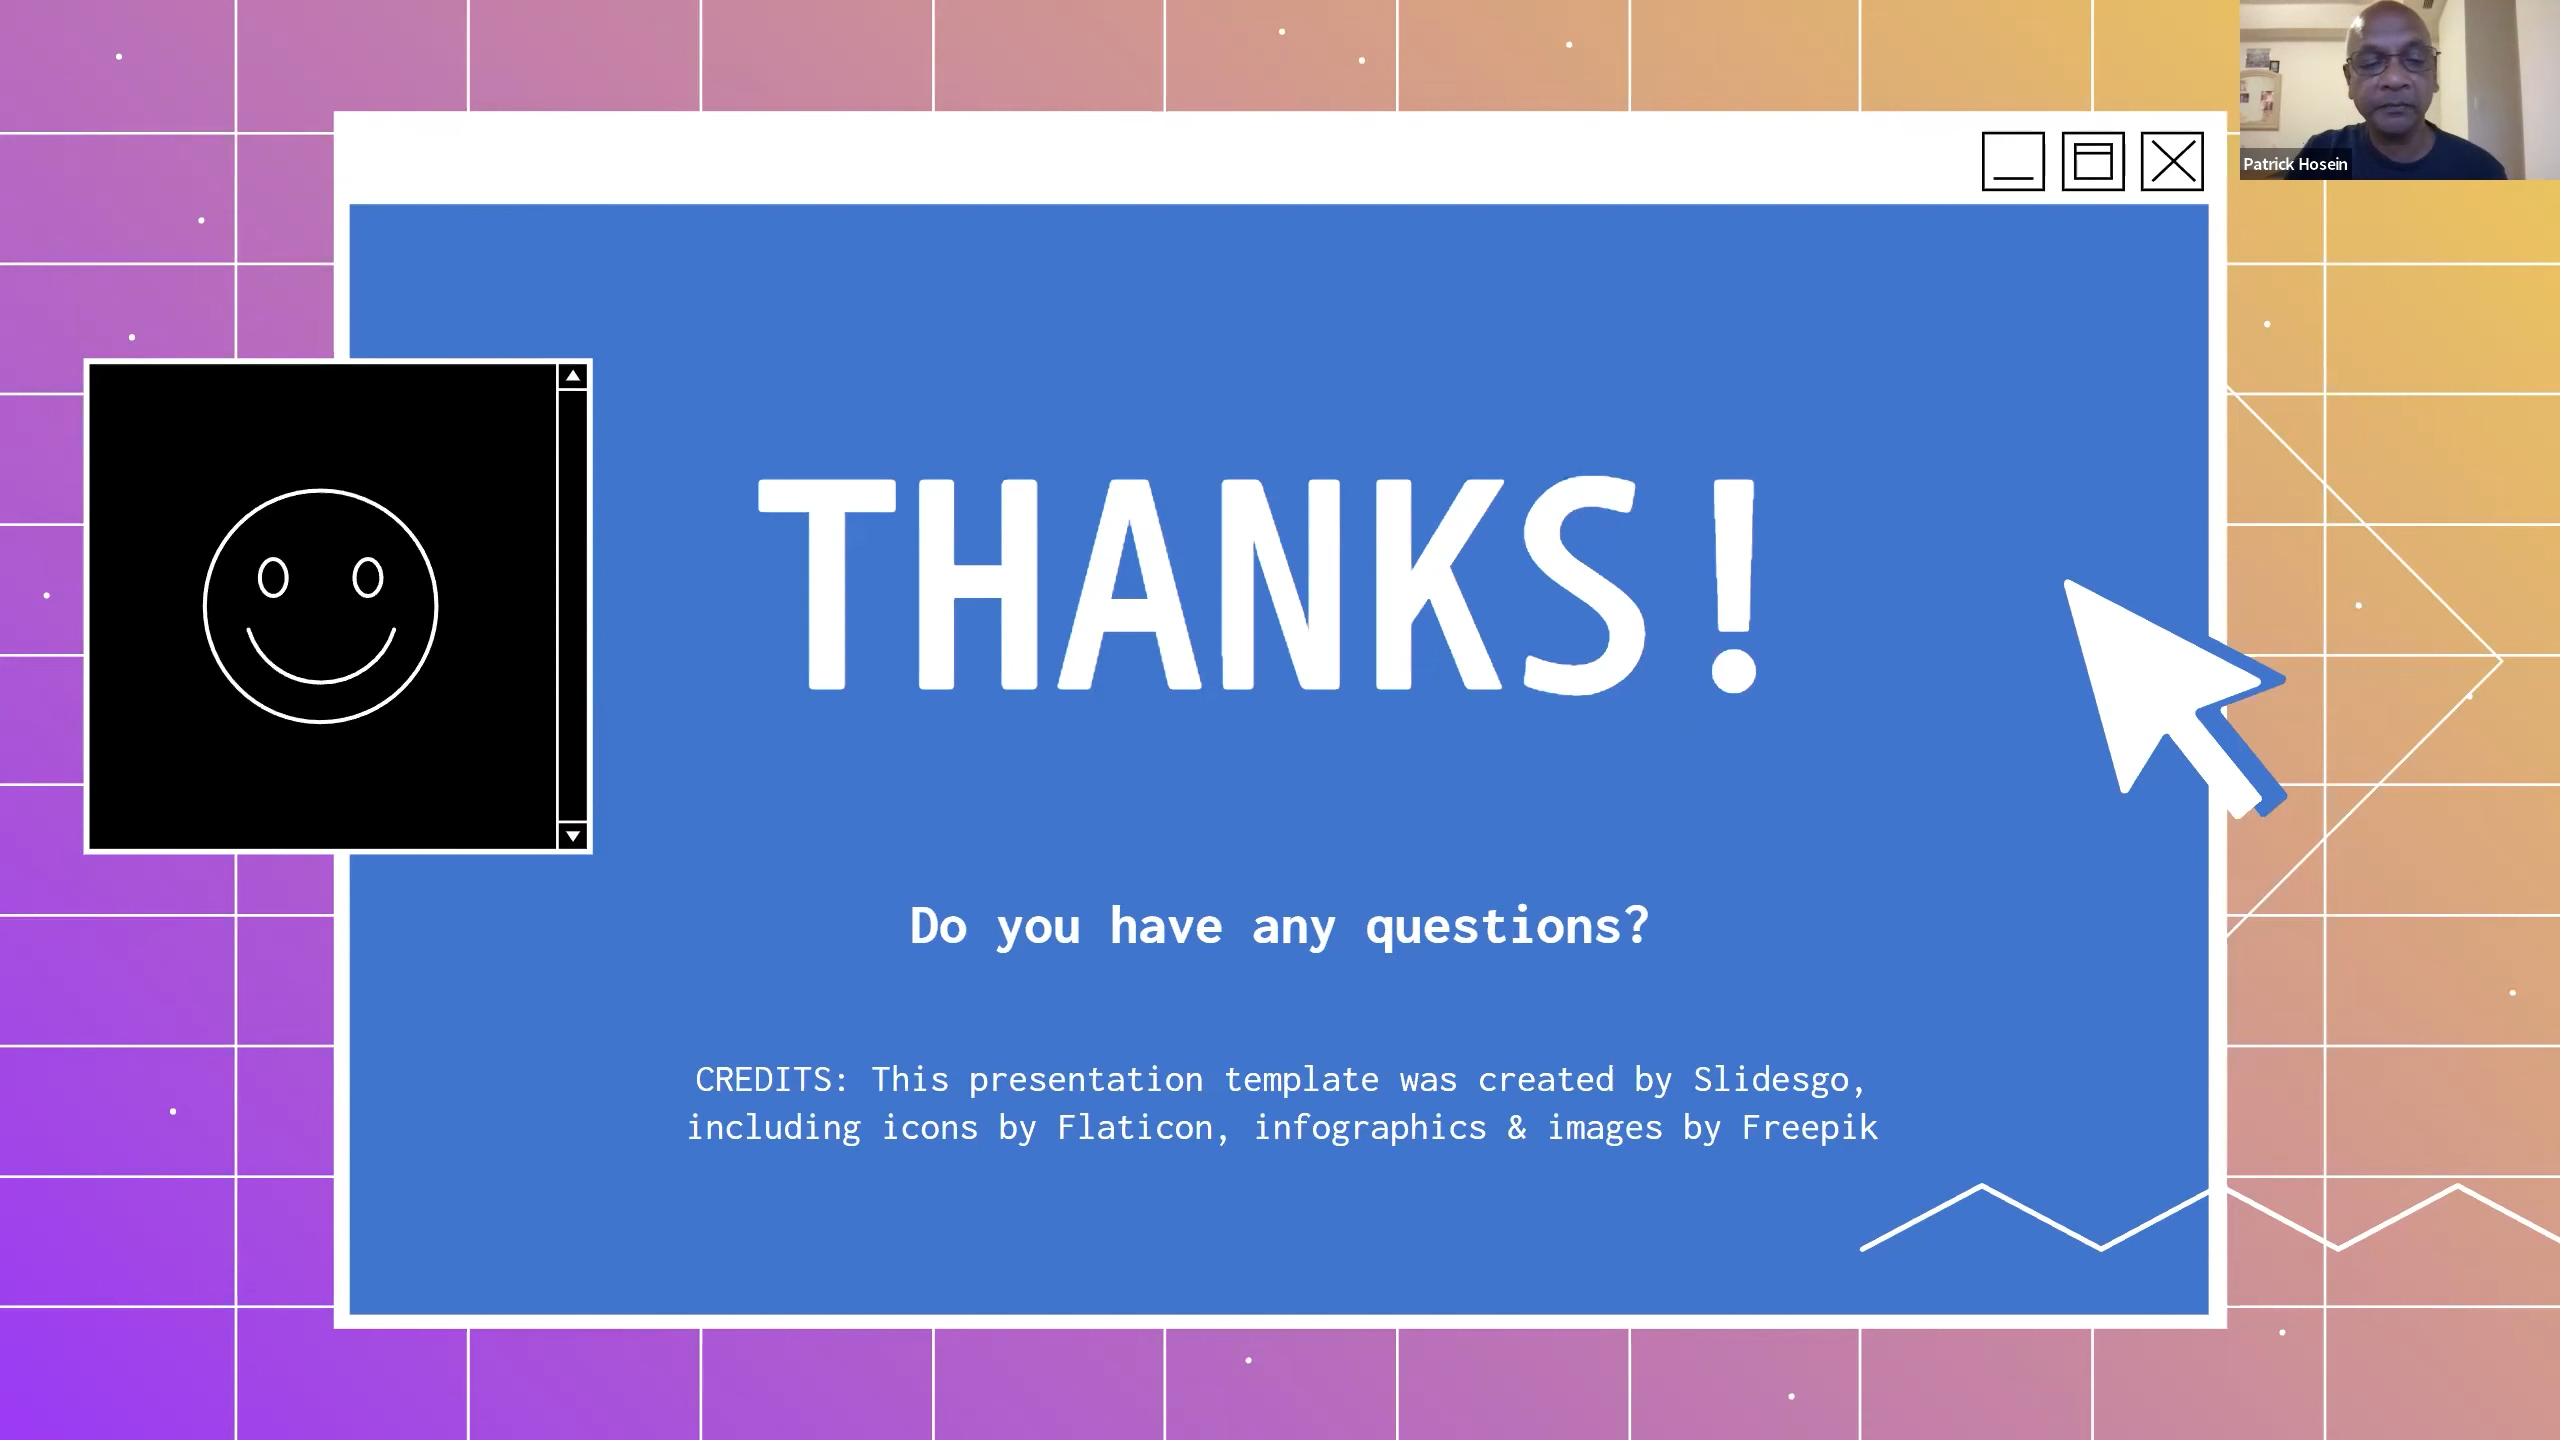 Patrick Hosein
THANKS!
Do you have any questions?
CREDITS: This presentation template was created by Slidesgo,
including icons by Flaticon, infographics & images by Freepik